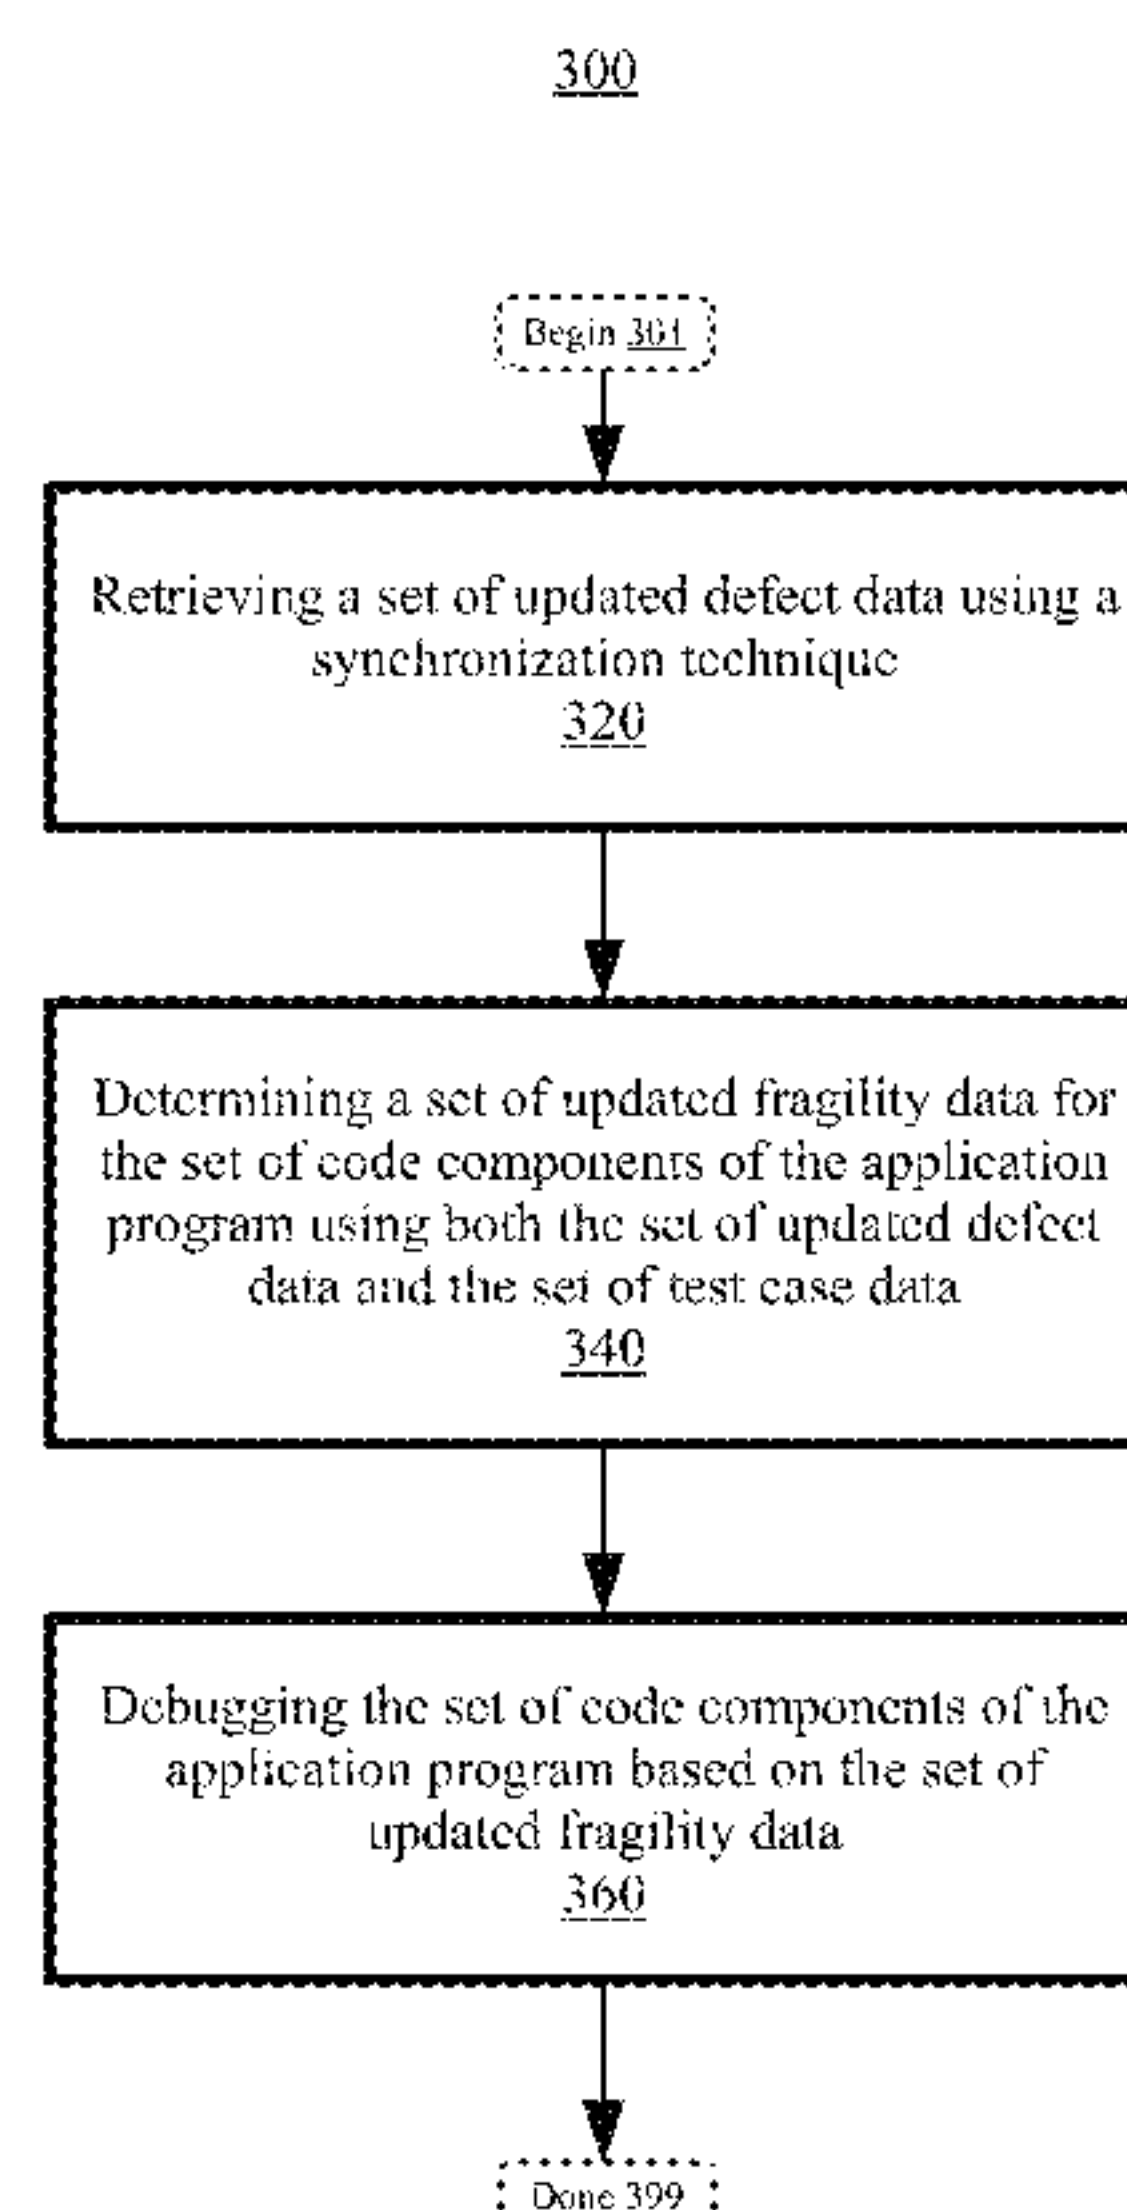 300
Begin 301
Retrieving a set of updated defect data using a
synchronization technique
320
Determining a set of updated fragility data for
the set of code components of the application
program using both the set of updated defect
data and the set of test case data
340
Debugging the set of code components of the
application program based on the set of
updated fragility data
360
Done 399